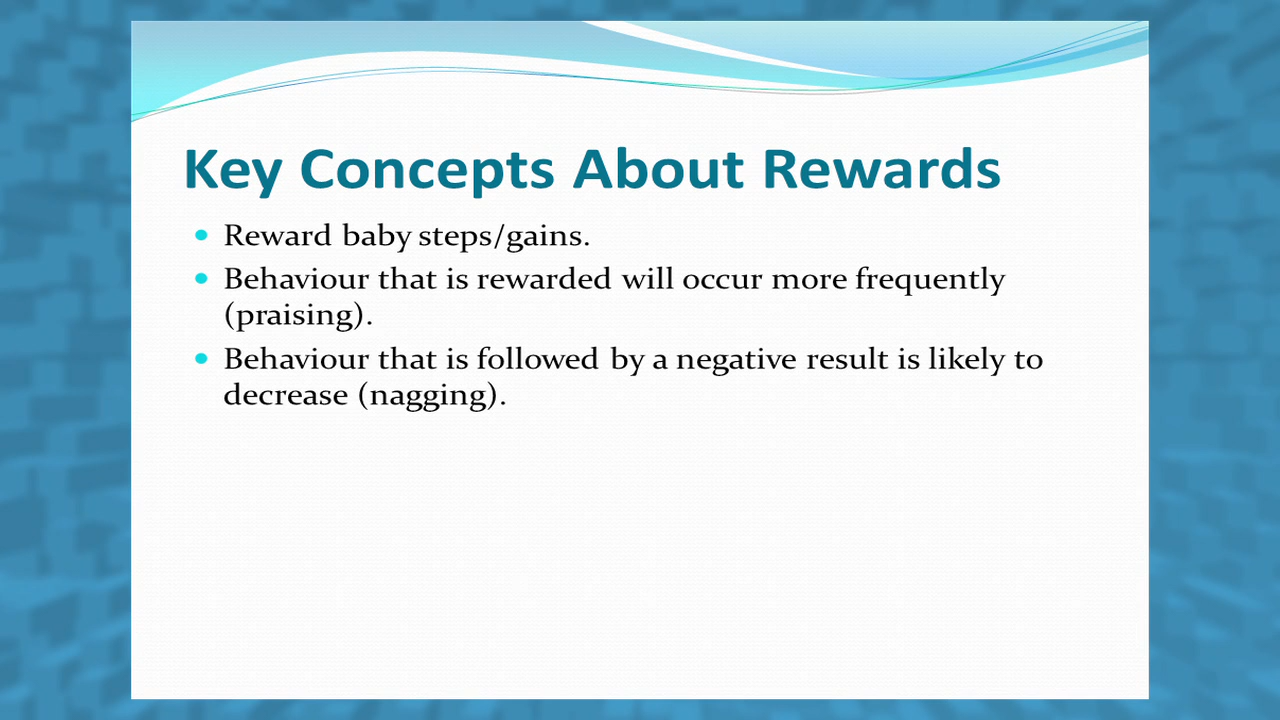 Key Concepts About Rewards
Reward baby steps/gains.
Behaviour that is rewarded will occur more frequently
(praising).
Behaviour that is followed by a negative result is likely to
decrease (nagging).